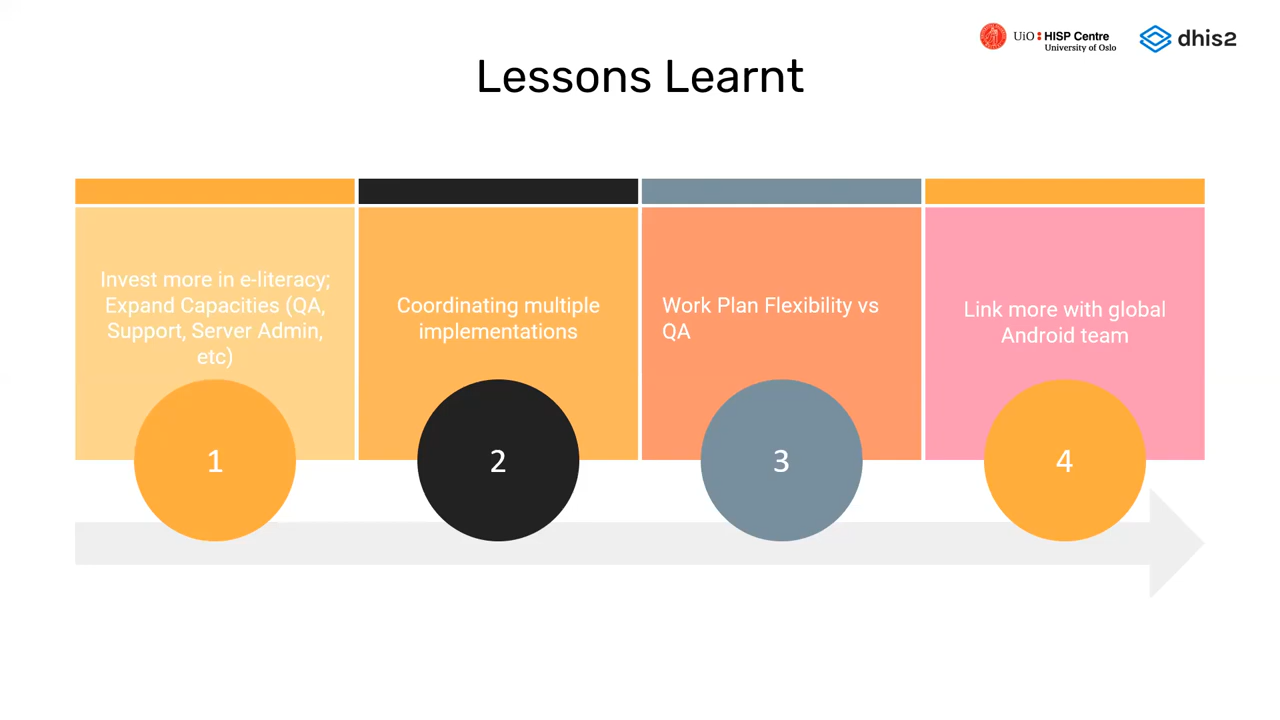 UiO HISP Centre
University of Oslo
dhis2
Lessons Learnt
Invest more in e-literacy;
Expand Capacities (QA,
Support, Server Admin,
etc)
1
Coordinating multiple
implementations
2
Work Plan Flexibility vs
QA
3
Link more with global
Android team
4